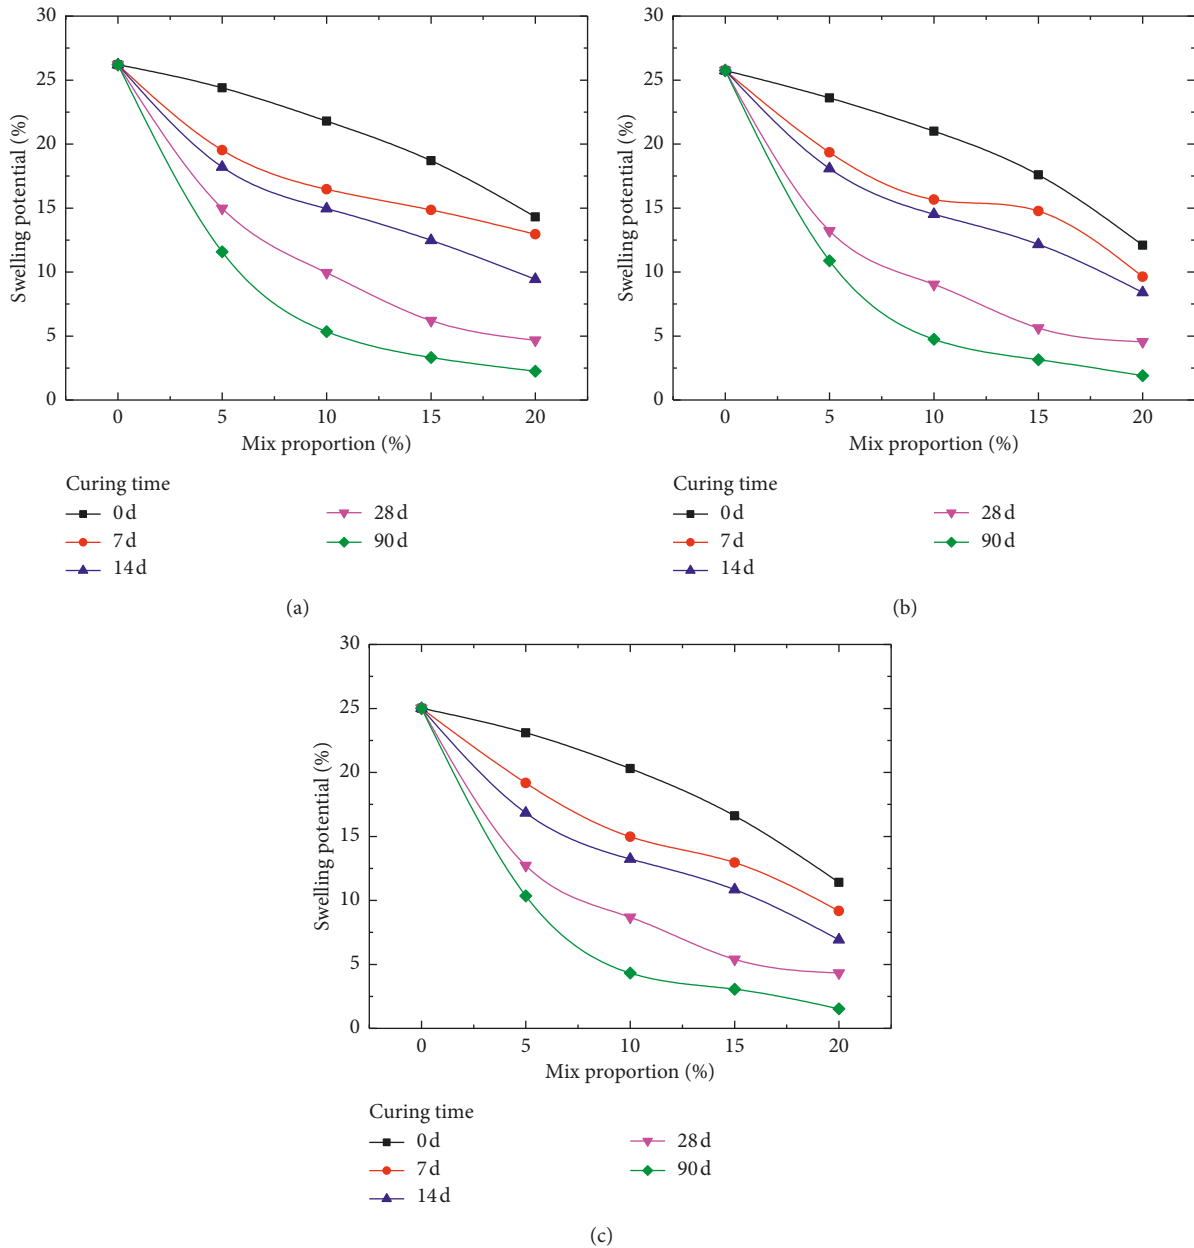 30
25
20
15
10
5
0
Swelling potential (%)
0 5 10 15 20
Mix proportion (%)
Curing time
0 d
7 d
14 d
28 d
90 d
(a)
30
25
20
15
10
5
0
Swelling potential (%)
0 5 10 15 20
Mix proportion (%)
Curing time
0 d
7 d
14 d
28 d
90 d
(b)
30
25
20
15
10
5
0
Swelling potential (%)
0 5 10 15 20
Mix proportion (%)
Curing time
0 d
7 d
14 d
28 d
90 d
(c)